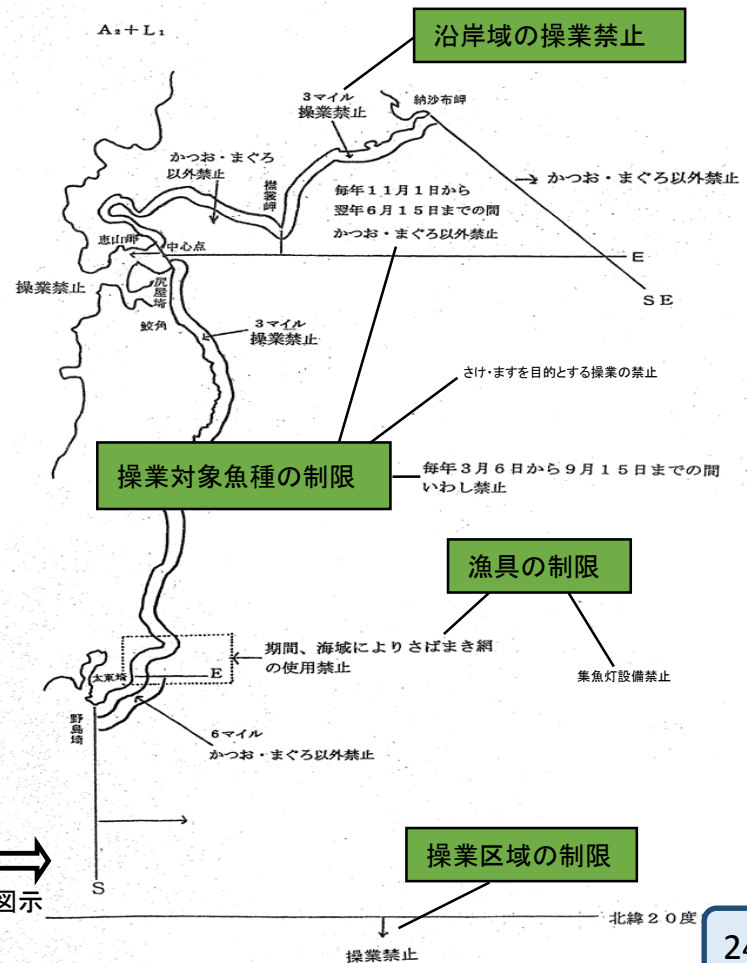 A₂+L₁
沿岸域の操業禁止
3マイル
操業禁止
納沙布岬
かつお・まぐろ
以外禁止
襟裳岬
毎年11月1日から
翌年6月15日までの間
かつお・まぐろ以外禁止
かつお・まぐろ以外禁止
恵山岬
中心点
E
SE
操業禁止
尻屋埼
鮫角
3マイル
操業禁止
さけ・ますを目的とする操業の禁止
操業対象魚種の制限
毎年3月6日から9月15日までの間
いわし禁止
漁具の制限
期間、海域によりさばまき網
の使用禁止
集魚灯設備禁止
太東埼
E
野島埼
6マイル
かつお・まぐろ以外禁止
操業区域の制限
S
図示
北緯20度
操業禁止
24